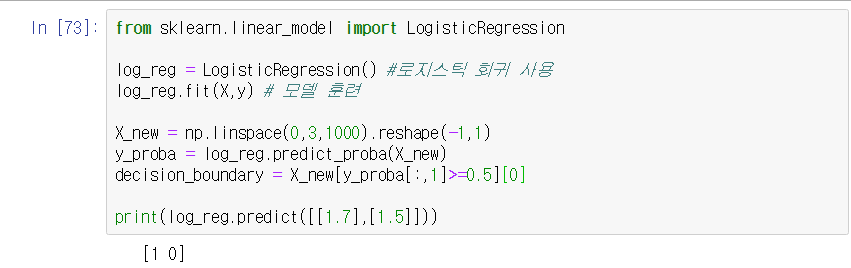 In [73]:
from sklearn.linear_model import LogisticRegression
log_reg = LogisticRegression() #로지스틱 회귀 사용
log_reg.fit(X,y) # 모델 훈련
X_new = np.linspace(0,3,1000).reshape(-1,1)
y_proba = log_reg.predict_proba(X_new)
decision_boundary = X_new[y_proba[:,1]>=0.5][0]
print(log_reg.predict([[1.7],[1.5]]))
[1 0]